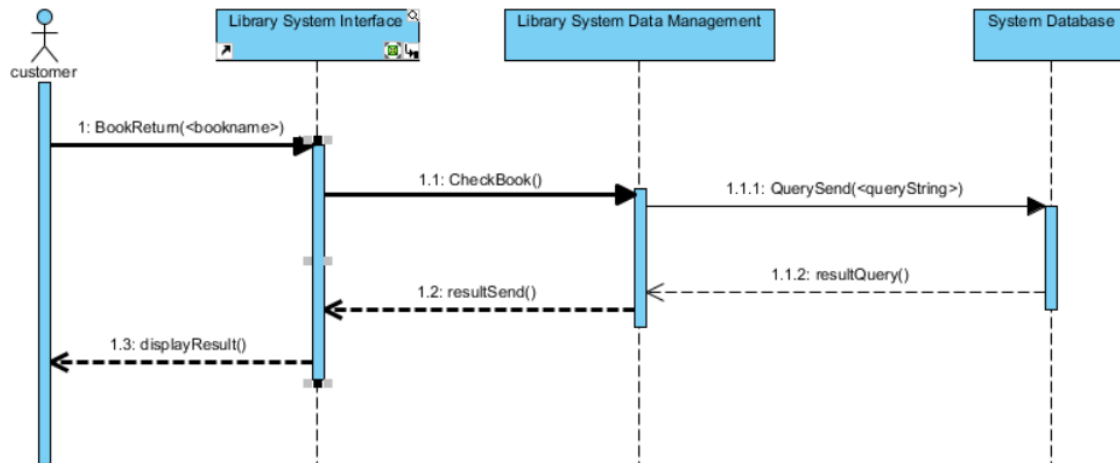 Library System Interface
Library System Data Management
System Database
customer
1: BookReturn(<bookname>)
1.1: CheckBook()
1.1.1: QuerySend(<queryString>)
1.1.2: resultQuery()
1.2: resultSend()
1.3: displayResult()